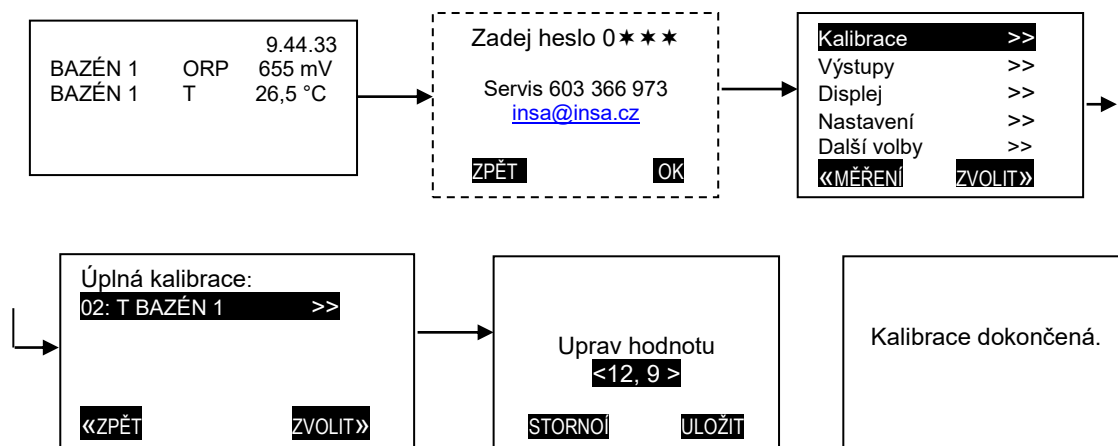 9.44.33
BAZÉN 1 ORP 655 mV
BAZÉN 1 T 26,5 °C
Zadej heslo 0✶✶✶
Servis 603 366 973
insa@insa.cz
ZPĚT OK
Kalibrace >>
Výstupy >>
Displej >>
Nastavení >>
Další volby >>
«MĚŘENÍ ZVOLIT»
Úplná kalibrace:
02: T BAZÉN 1 >>
«ZPĚT ZVOLIT»
Uprav hodnotu
<12, 9 >
STORNOÍ ULOŽIT
Kalibrace dokončená.